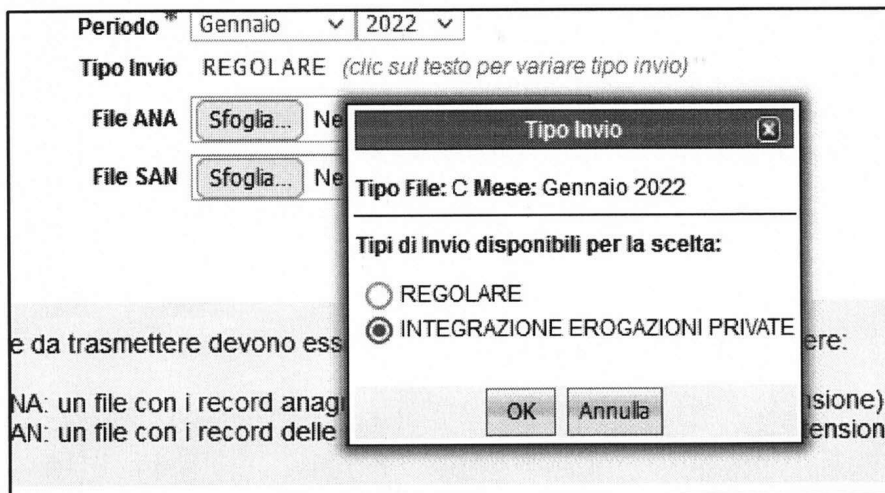 Periodo * Gennaio 2022
Tipo Invio REGOLARE (clic sul testo per variare tipo invio)
File ANA Sfoglia... Ne
File SAN Sfoglia... Ne
Tipo Invio
Tipo File: C Mese: Gennaio 2022
Tipi di Invio disponibili per la scelta:
REGOLARE
INTEGRAZIONE EROGAZIONI PRIVATE
OK Annulla
e da trasmettere devono ess ere:
NA: un file con i record anagr nsione)
AN: un file con i record delle tension